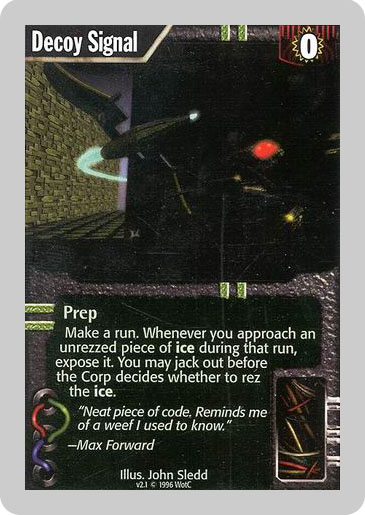 Decoy Signal
0
Prep
Make a run. Whenever you approach an
unrezzed piece of ice during that run,
expose it. You may jack out before
the Corp decides whether to rez
the ice.
"Neat piece of code. Reminds me
of a weef I used to know."
–Max Forward
Illus. John Sledd
v2.1 © 1996 WotC